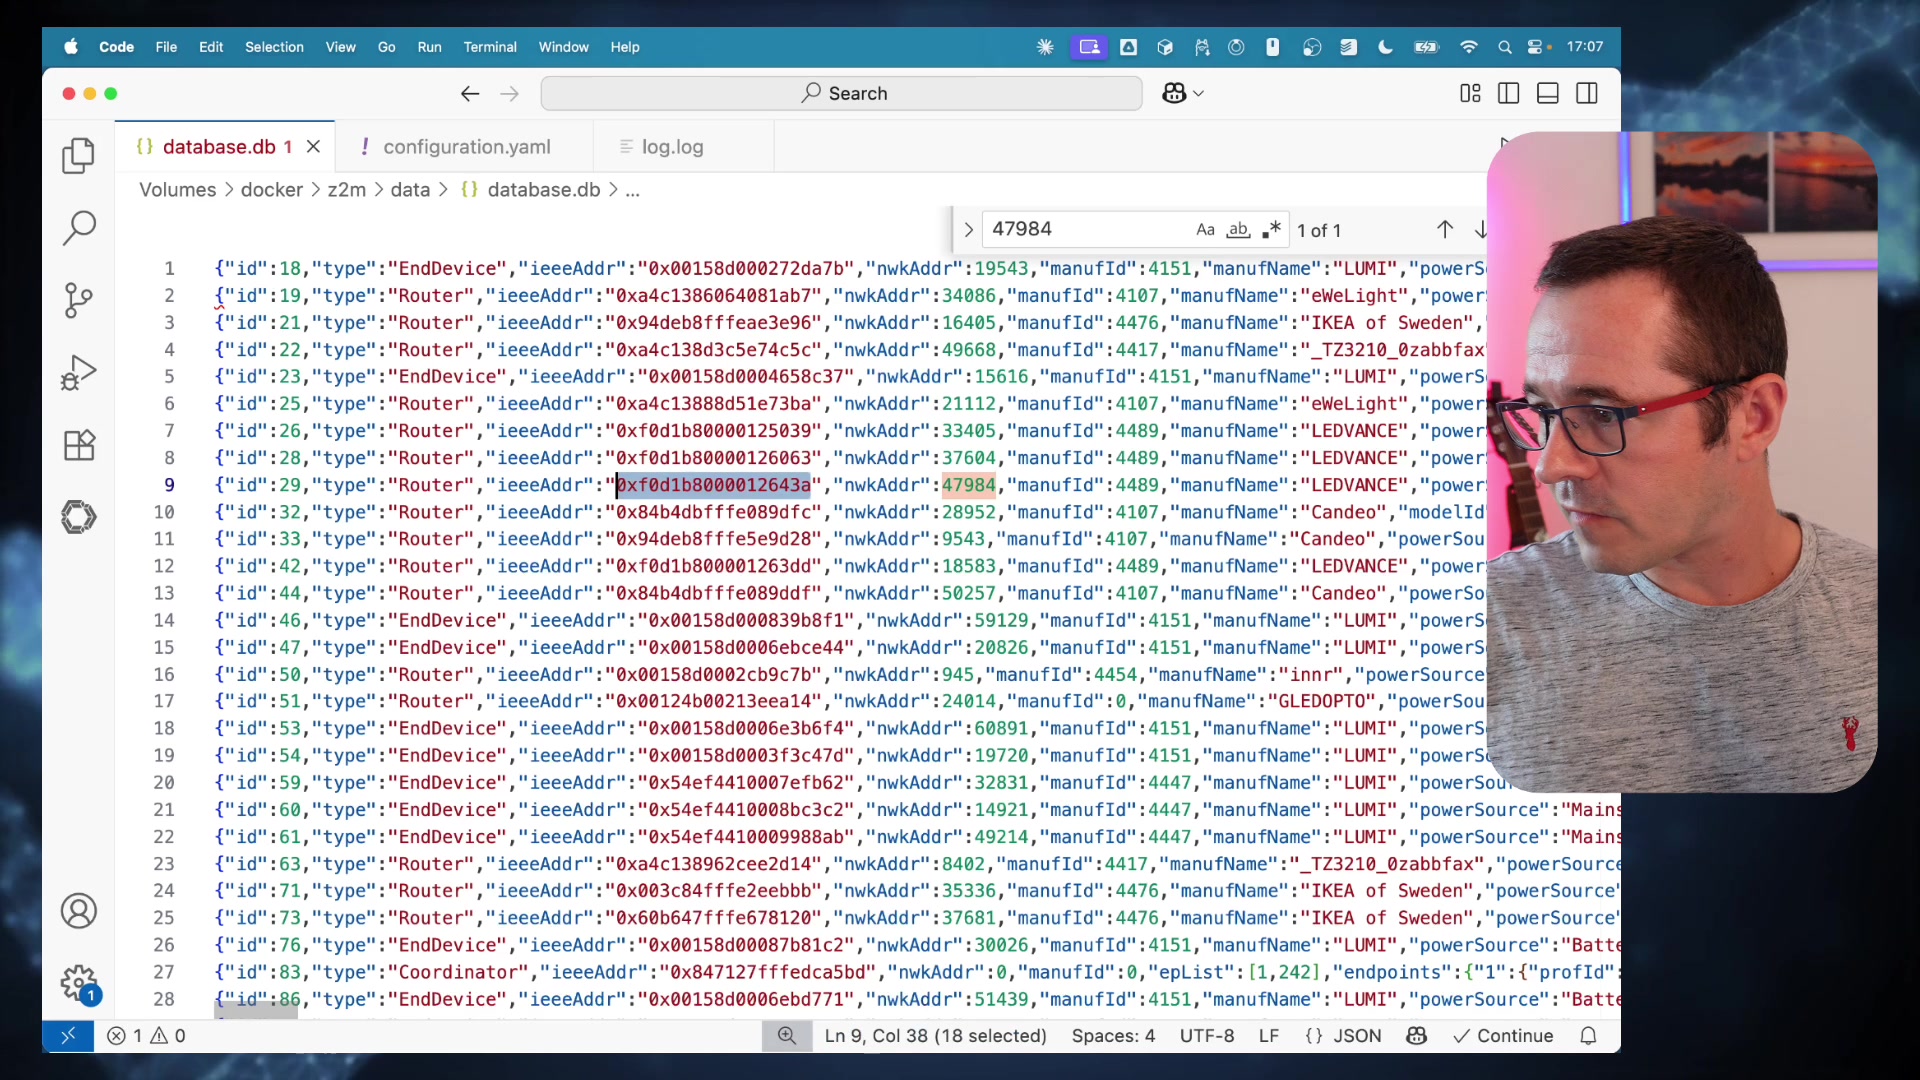 Code File Edit Selection View Go Run Terminal Window Help 17:07
Search
database.db 1 configuration.yaml log.log
Volumes > docker > z2m > data > {} database.db > ...
47984 Aa ab .* 1 of 1
1 {"id":18,"type":"EndDevice","ieeeAddr":"0x00158d000272da7b","nwkAddr":19543,"manufId":4151,"manufName":"LUMI","powerS
2 {"id":19,"type":"Router","ieeeAddr":"0xa4c1386064081ab7","nwkAddr":34086,"manufId":4107,"manufName":"eWeLight","power
3 {"id":21,"type":"Router","ieeeAddr":"0x94deb8fffeae3e96","nwkAddr":16405,"manufId":4476,"manufName":"IKEA of Sweden",
4 {"id":22,"type":"Router","ieeeAddr":"0xa4c138d3c5e74c5c","nwkAddr":49668,"manufId":4417,"manufName":"_TZ3210_0zabbfax"
5 {"id":23,"type":"EndDevice","ieeeAddr":"0x00158d0004658c37","nwkAddr":15616,"manufId":4151,"manufName":"LUMI","powerS
6 {"id":25,"type":"Router","ieeeAddr":"0xa4c13888d51e73ba","nwkAddr":21112,"manufId":4107,"manufName":"eWeLight","power
7 {"id":26,"type":"Router","ieeeAddr":"0xf0d1b80000125039","nwkAddr":33405,"manufId":4489,"manufName":"LEDVANCE","power
8 {"id":28,"type":"Router","ieeeAddr":"0xf0d1b80000126063","nwkAddr":37604,"manufId":4489,"manufName":"LEDVANCE","power
9 {"id":29,"type":"Router","ieeeAddr":"0xf0d1b8000012643a","nwkAddr":47984,"manufId":4489,"manufName":"LEDVANCE","power
10 {"id":32,"type":"Router","ieeeAddr":"0x84b4dbfffe089dfc","nwkAddr":28952,"manufId":4107,"manufName":"Candeo","modelId
11 {"id":33,"type":"Router","ieeeAddr":"0x94deb8fffe5e9d28","nwkAddr":9543,"manufId":4107,"manufName":"Candeo","powerSou
12 {"id":42,"type":"Router","ieeeAddr":"0xf0d1b800001263dd","nwkAddr":18583,"manufId":4489,"manufName":"LEDVANCE","power
13 {"id":44,"type":"Router","ieeeAddr":"0x84b4dbfffe089ddf","nwkAddr":50257,"manufId":4107,"manufName":"Candeo","powerSo
14 {"id":46,"type":"EndDevice","ieeeAddr":"0x00158d000839b8f1","nwkAddr":59129,"manufId":4151,"manufName":"LUMI","powerS
15 {"id":47,"type":"EndDevice","ieeeAddr":"0x00158d0006ebce44","nwkAddr":20826,"manufId":4151,"manufName":"LUMI","powerS
16 {"id":50,"type":"Router","ieeeAddr":"0x00158d0002cb9c7b","nwkAddr":945,"manufId":4454,"manufName":"innr","powerSource
17 {"id":51,"type":"Router","ieeeAddr":"0x00124b00213eea14","nwkAddr":24014,"manufId":0,"manufName":"GLEDOPTO","powerSou
18 {"id":53,"type":"EndDevice","ieeeAddr":"0x00158d0006e3b6f4","nwkAddr":60891,"manufId":4151,"manufName":"LUMI","powerS
19 {"id":54,"type":"EndDevice","ieeeAddr":"0x00158d0003f3c47d","nwkAddr":19720,"manufId":4151,"manufName":"LUMI","powerS
20 {"id":59,"type":"EndDevice","ieeeAddr":"0x54ef4410007efb62","nwkAddr":32831,"manufId":4447,"manufName":"LUMI","powerSou
21 {"id":60,"type":"EndDevice","ieeeAddr":"0x54ef4410008bc3c2","nwkAddr":14921,"manufId":4447,"manufName":"LUMI","powerSource":"Mains
22 {"id":61,"type":"EndDevice","ieeeAddr":"0x54ef4410009988ab","nwkAddr":49214,"manufId":4447,"manufName":"LUMI","powerSource":"Mains
23 {"id":63,"type":"Router","ieeeAddr":"0xa4c138962cee2d14","nwkAddr":8402,"manufId":4417,"manufName":"_TZ3210_0zabbfax","powerSource
24 {"id":71,"type":"Router","ieeeAddr":"0x003c84fffe2eebbb","nwkAddr":35336,"manufId":4476,"manufName":"IKEA of Sweden","powerSource"
25 {"id":73,"type":"Router","ieeeAddr":"0x60b647fffe678120","nwkAddr":37681,"manufId":4476,"manufName":"IKEA of Sweden","powerSource"
26 {"id":76,"type":"EndDevice","ieeeAddr":"0x00158d00087b81c2","nwkAddr":30026,"manufId":4151,"manufName":"LUMI","powerSource":"Batte
27 {"id":83,"type":"Coordinator","ieeeAddr":"0x847127fffedca5bd","nwkAddr":0,"manufId":0,"epList":[1,242],"endpoints":{"1":{"profId":
28 {"id":86,"type":"EndDevice","ieeeAddr":"0x00158d0006ebd771","nwkAddr":51439,"manufId":4151,"manufName":"LUMI","powerSource":"Batte
1
1 0 Ln 9, Col 38 (18 selected) Spaces: 4 UTF-8 LF {} JSON Continue